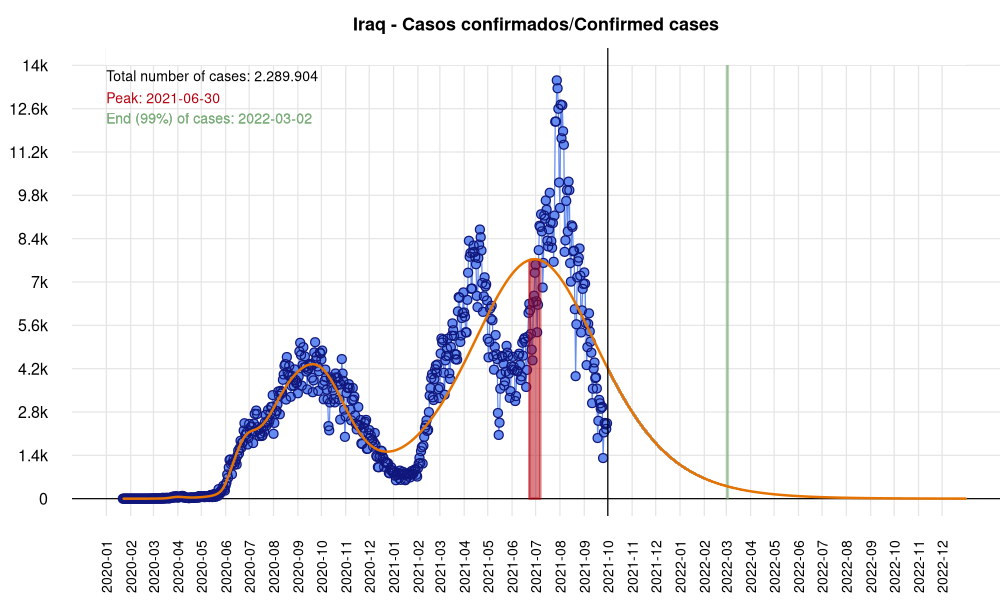 Iraq - Casos confirmados/Confirmed cases
Total number of cases: 2.289.904
Peak: 2021-06-30
End (99%) of cases: 2022-03-02
14k
12.6k
11.2k
9.8k
8.4k
7k
5.6k
4.2k
2.8k
1.4k
0
2020-01
2020-02
2020-03
2020-04
2020-05
2020-06
2020-07
2020-08
2020-09
2020-10
2020-11
2020-12
2021-01
2021-02
2021-03
2021-04
2021-05
2021-06
2021-07
2021-08
2021-09
2021-10
2021-11
2021-12
2022-01
2022-02
2022-03
2022-04
2022-05
2022-06
2022-07
2022-08
2022-09
2022-10
2022-11
2022-12